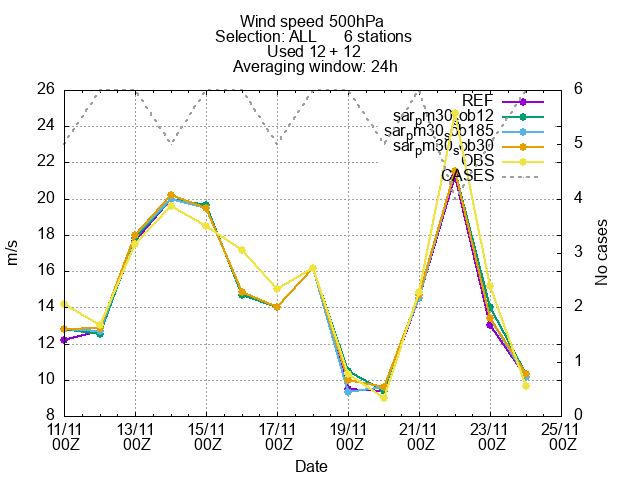 Wind speed 500hPa
Selection: ALL 6 stations
Used 12 + 12
Averaging window: 24h
26
24
22
20
18
16
14
12
10
8
m/s
6
5
4
3
2
1
0
No cases
REF
sarpm30sob12
sarpm30sob185
sarpm30sob30
OBS
CASES
11/11 13/11 15/11 17/11 19/11 21/11 23/11 25/11
00Z 00Z 00Z 00Z 00Z 00Z 00Z 00Z
Date